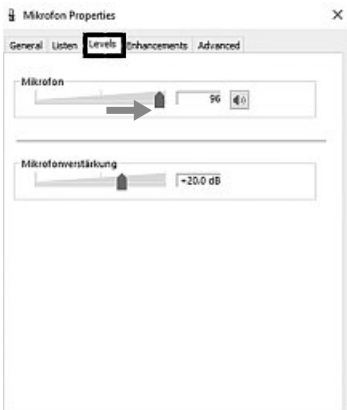 Mikrofon Properties
General Listen Levels Enhancements Advanced
Mikrofon
96
Mikrofonverstärkung
+20.0 dB